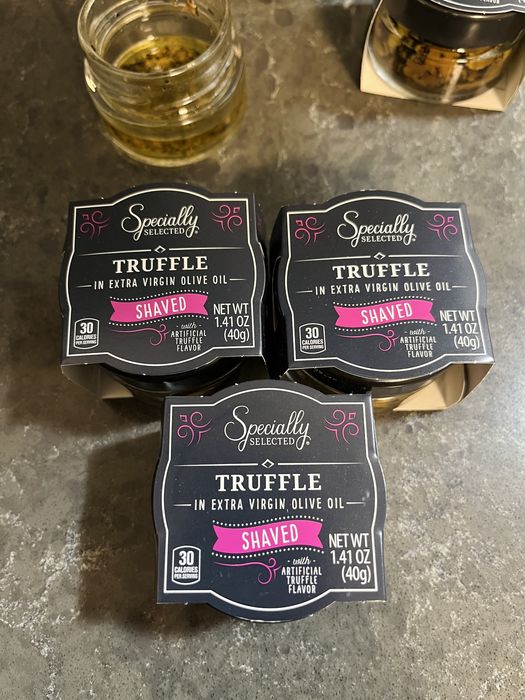 FLAVOR
Specially
SELECTED®
TRUFFLE
IN EXTRA VIRGIN OLIVE OIL
SHAVED
30
CALORIES
PER SERVING
with
ARTIFICIAL
TRUFFLE
FLAVOR
NET WT
1.41 OZ
(40g)
Specially
SELECTED®
TRUFFLE
IN EXTRA VIRGIN OLIVE OIL
SHAVED
30
CALORIES
PER SERVING
with
ARTIFICIAL
TRUFFLE
FLAVOR
NET WT
1.41 OZ
(40g)
Specially
SELECTED®
TRUFFLE
IN EXTRA VIRGIN OLIVE OIL
SHAVED
30
CALORIES
PER SERVING
with
ARTIFICIAL
TRUFFLE
FLAVOR
NET WT
1.41 OZ
(40g)